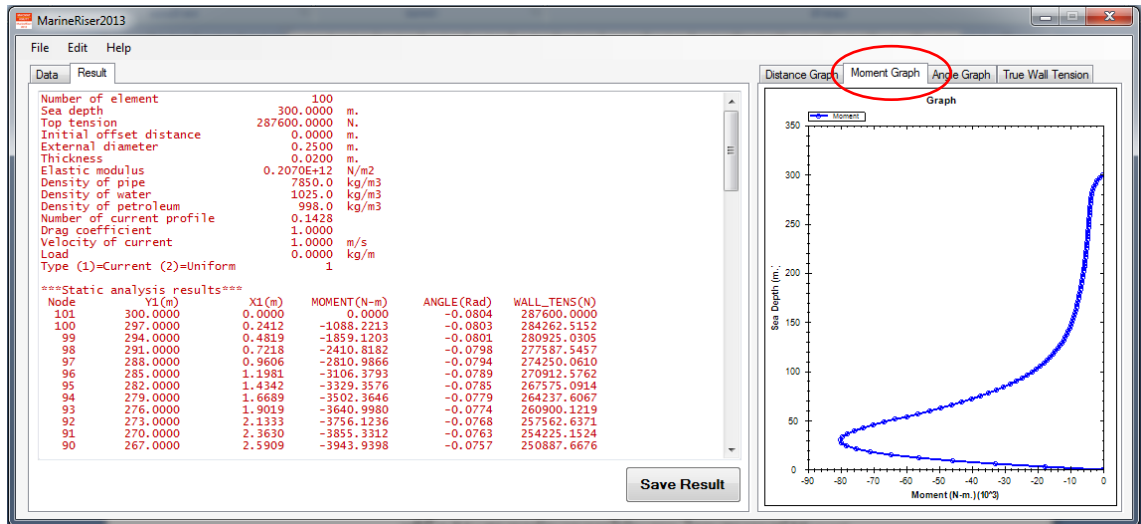 MarineRiser2013
File Edit Help
Data Result
Number of element 100
Sea depth 300.0000 m.
Top tension 287600.0000 N.
Initial offset distance 0.0000 m.
External diameter 0.2500 m.
Thickness 0.0200 m.
Elastic modulus 0.2070E+12 N/m2
Density of pipe 7850.0 kg/m3
Density of water 1025.0 kg/m3
Density of petroleum 998.0 kg/m3
Number of current profile 0.1428
Drag coefficient 1.0000
Velocity of current 1.0000 m/s
Load 0.0000 kg/m
Type (1)=Current (2)=Uniform 1
***Static analysis results***
Node Y1(m) X1(m) MOMENT(N-m) ANGLE(Rad) WALL_TENS(N)
101 300.0000 0.0000 0.0000 -0.0804 287600.0000
100 297.0000 0.2412 -1088.2213 -0.0803 284262.5152
99 294.0000 0.4819 -1859.1203 -0.0801 280925.0305
98 291.0000 0.7218 -2410.8182 -0.0798 277587.5457
97 288.0000 0.9606 -2810.9866 -0.0794 274250.0610
96 285.0000 1.1981 -3106.3793 -0.0789 270912.5762
95 282.0000 1.4342 -3329.3576 -0.0785 267575.0914
94 279.0000 1.6689 -3502.3646 -0.0779 264237.6067
93 276.0000 1.9019 -3640.9980 -0.0774 260900.1219
92 273.0000 2.1333 -3756.1236 -0.0768 257562.6371
91 270.0000 2.3630 -3855.3312 -0.0763 254225.1524
90 267.0000 2.5909 -3943.9398 -0.0757 250887.6676
Save Result
Distance Graph Moment Graph Angle Graph True Wall Tension
Graph
Moment
350
300
250
200
150
100
50
0
Sea Depth (m.)
-90 -80 -70 -60 -50 -40 -30 -20 -10 0
Moment (N-m.) (10^3)